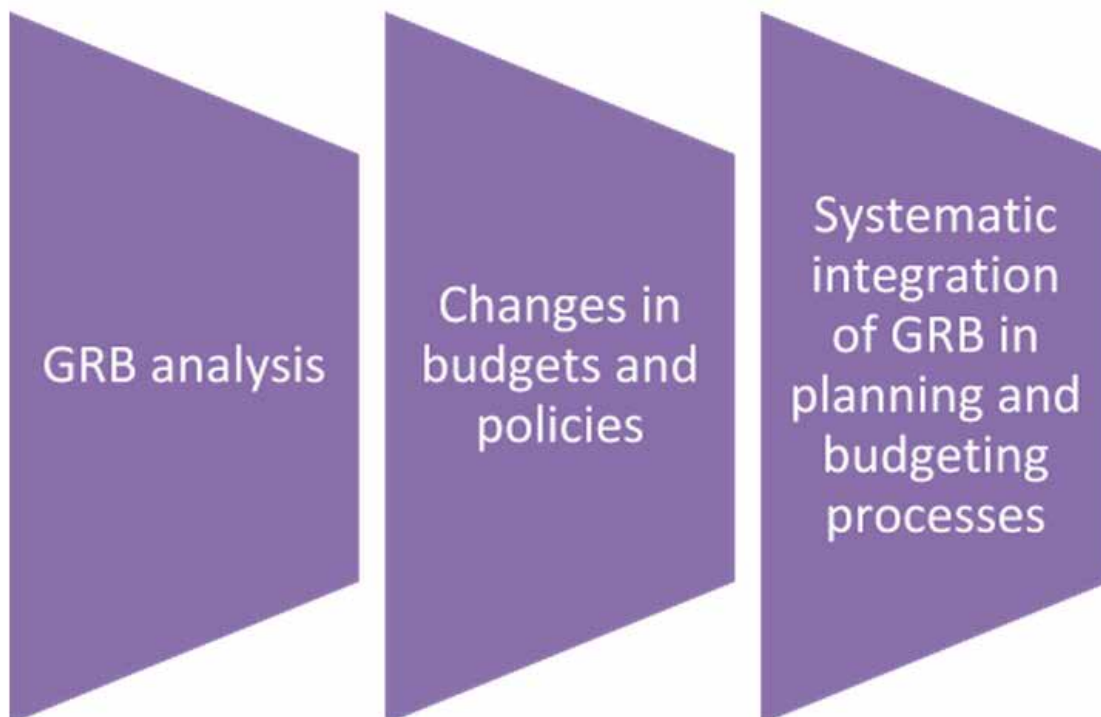 GRB analysis
Changes in
budgets and
policies
Systematic
integration
of GRB in
planning and
budgeting
processes